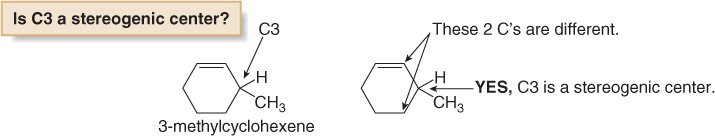 Is C3 a stereogenic center?
C3
H
CH3
3-methylcyclohexene
These 2 C's are different.
H
YES, C3 is a stereogenic center.
CH3